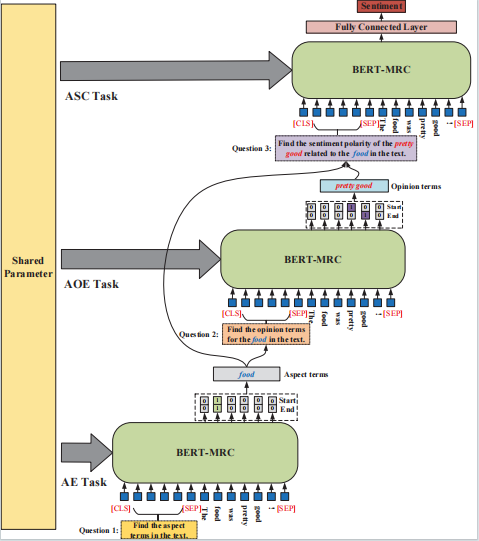 Sentiment
Fully Connected Layer
BERT-MRC
ASC Task
[CLS] [SEP] The food was pretty good ! [SEP]
Question 3:
Find the sentiment polarity of the pretty
good related to the food in the text.
pretty good
Opinion terms
0 0 0 1 0 0
Start
0 0 0 0 1 0
End
Shared
Parameter
BERT-MRC
AOE Task
[CLS] [SEP] The food was pretty good ! [SEP]
Question 2:
Find the opinion terms
for the food in the text.
food
Aspect terms
0 1 0 0 0 0
Start
0 1 0 0 0 0
End
BERT-MRC
AE Task
[CLS] [SEP] The food was pretty good ! [SEP]
Question 1:
Find the aspect
terms in the text.